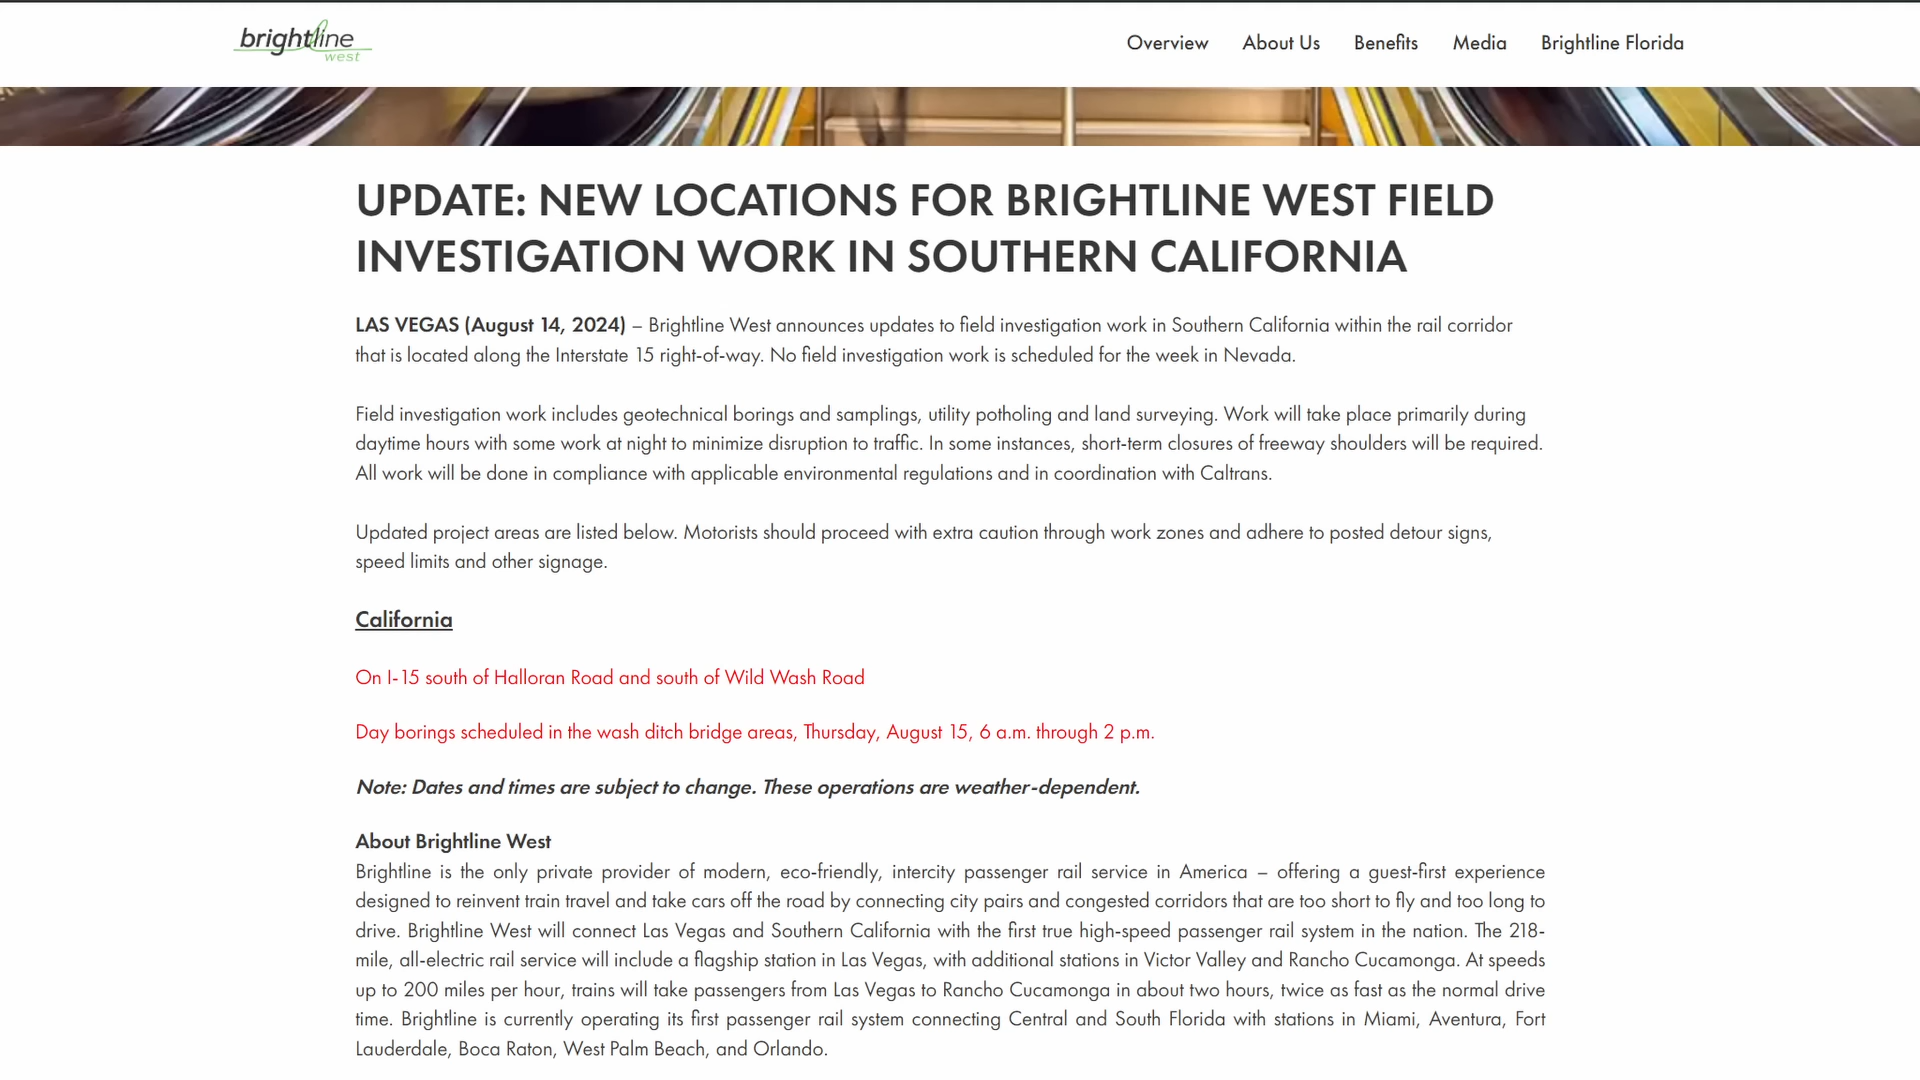 brightline
west
Overview
About Us
Benefits
Media
Brightline Florida
UPDATE: NEW LOCATIONS FOR BRIGHTLINE WEST FIELD
INVESTIGATION WORK IN SOUTHERN CALIFORNIA
LAS VEGAS (August 14, 2024) – Brightline West announces updates to field investigation work in Southern California within the rail corridor
that is located along the Interstate 15 right-of-way. No field investigation work is scheduled for the week in Nevada.
Field investigation work includes geotechnical borings and samplings, utility potholing and land surveying. Work will take place primarily during
daytime hours with some work at night to minimize disruption to traffic. In some instances, short-term closures of freeway shoulders will be required.
All work will be done in compliance with applicable environmental regulations and in coordination with Caltrans.
Updated project areas are listed below. Motorists should proceed with extra caution through work zones and adhere to posted detour signs,
speed limits and other signage.
California
On I-15 south of Halloran Road and south of Wild Wash Road
Day borings scheduled in the wash ditch bridge areas, Thursday, August 15, 6 a.m. through 2 p.m.
Note: Dates and times are subject to change. These operations are weather-dependent.
About Brightline West
Brightline is the only private provider of modern, eco-friendly, intercity passenger rail service in America – offering a guest-first experience
designed to reinvent train travel and take cars off the road by connecting city pairs and congested corridors that are too short to fly and too long to
drive. Brightline West will connect Las Vegas and Southern California with the first true high-speed passenger rail system in the nation. The 218-
mile, all-electric rail service will include a flagship station in Las Vegas, with additional stations in Victor Valley and Rancho Cucamonga. At speeds
up to 200 miles per hour, trains will take passengers from Las Vegas to Rancho Cucamonga in about two hours, twice as fast as the normal drive
time. Brightline is currently operating its first passenger rail system connecting Central and South Florida with stations in Miami, Aventura, Fort
Lauderdale, Boca Raton, West Palm Beach, and Orlando.